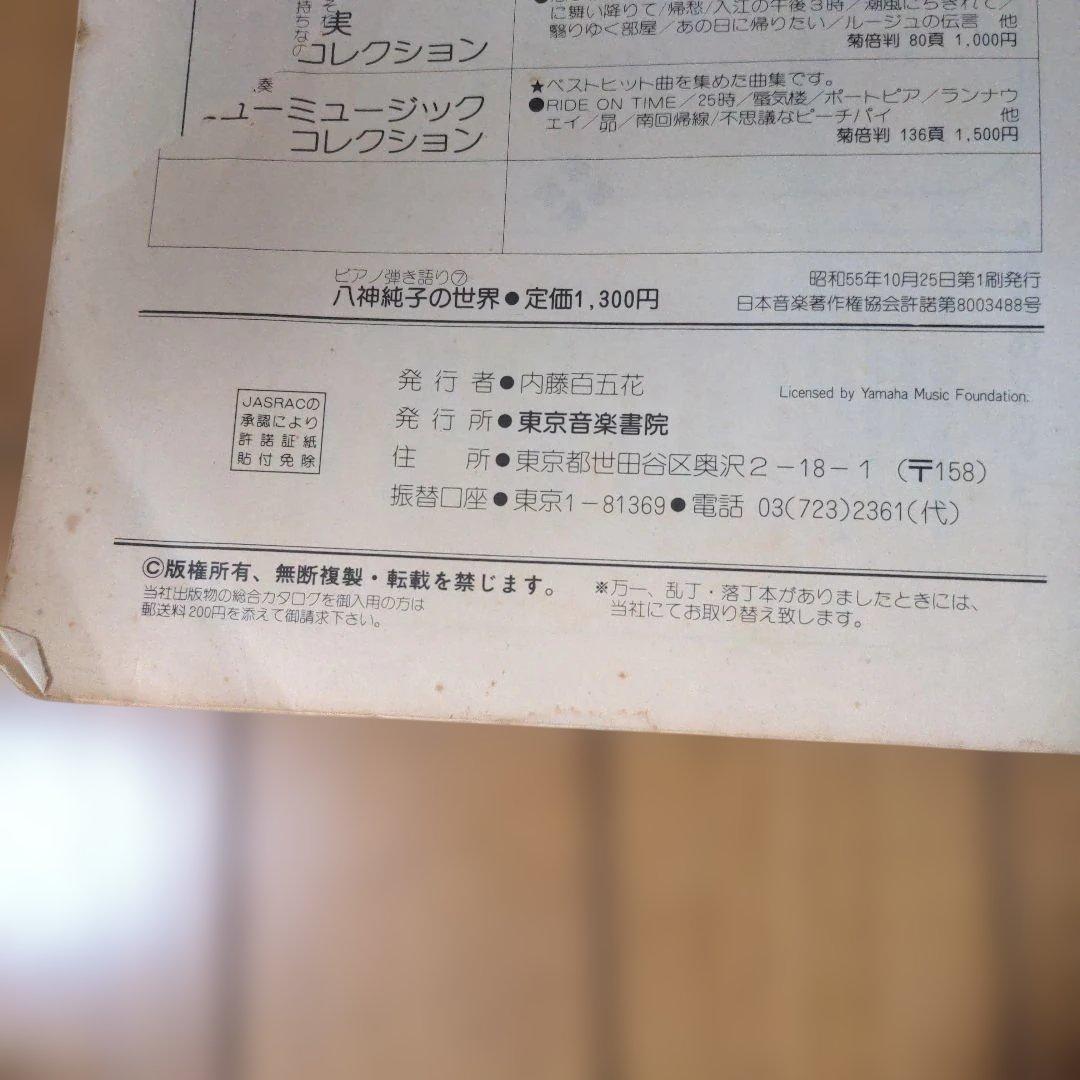 実
コレクション
に舞い降りて／帰愁／入江の午後3時／潮風にちぎれて／
翳りゆく部屋／あの日に帰りたい／ルージュの伝言　他
菊倍判 80頁 1,000円
奏
ニューミュージック
コレクション
★ベストヒット曲を集めた曲集です。
●RIDE ON TIME／25時／蜃気楼／ポートピア／ランナウ
ェイ／昴／南回帰線／不思議なピーチパイ　他
菊倍判 136頁 1,500円
ピアノ弾き語り⑦
八神純子の世界●定価1,300円
昭和55年10月25日第1刷発行
日本音楽著作権協会許諾第8003488号
JASRACの
承認により
許諾証紙
貼付免除
発行者●内藤百五花
Licensed by Yamaha Music Foundation.
発行所●東京音楽書院
住　所●東京都世田谷区奥沢2－18－1（〒158）
振替口座●東京1－81369●電話 03(723)2361(代)
©版権所有、無断複製・転載を禁じます。
当社出版物の総合カタログを御入用の方は
郵送料200円を添えて御請求下さい。
※万一、乱丁・落丁本がありましたときには、
当社にてお取り替え致します。